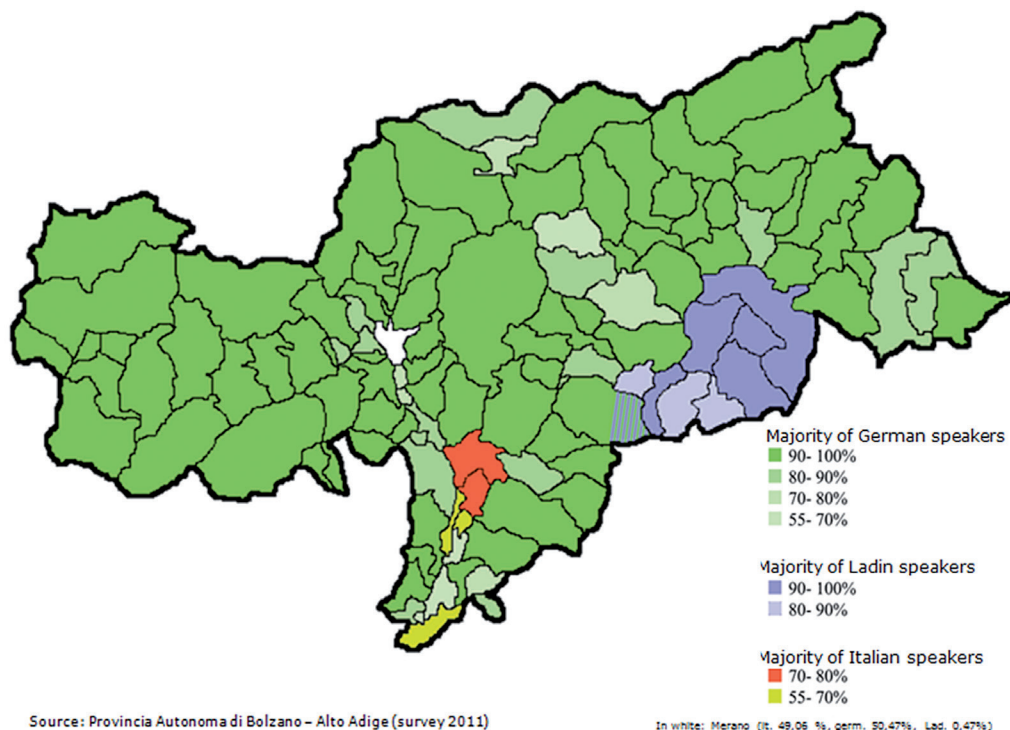 Majority of German speakers
90- 100%
80- 90%
70- 80%
55- 70%
Majority of Ladin speakers
90- 100%
80- 90%
Majority of Italian speakers
70- 80%
55- 70%
Source: Provincia Autonoma di Bolzano – Alto Adige (survey 2011)
In white: Merano (it. 49.06 %, germ. 50.47%, Lad. 0.47%)